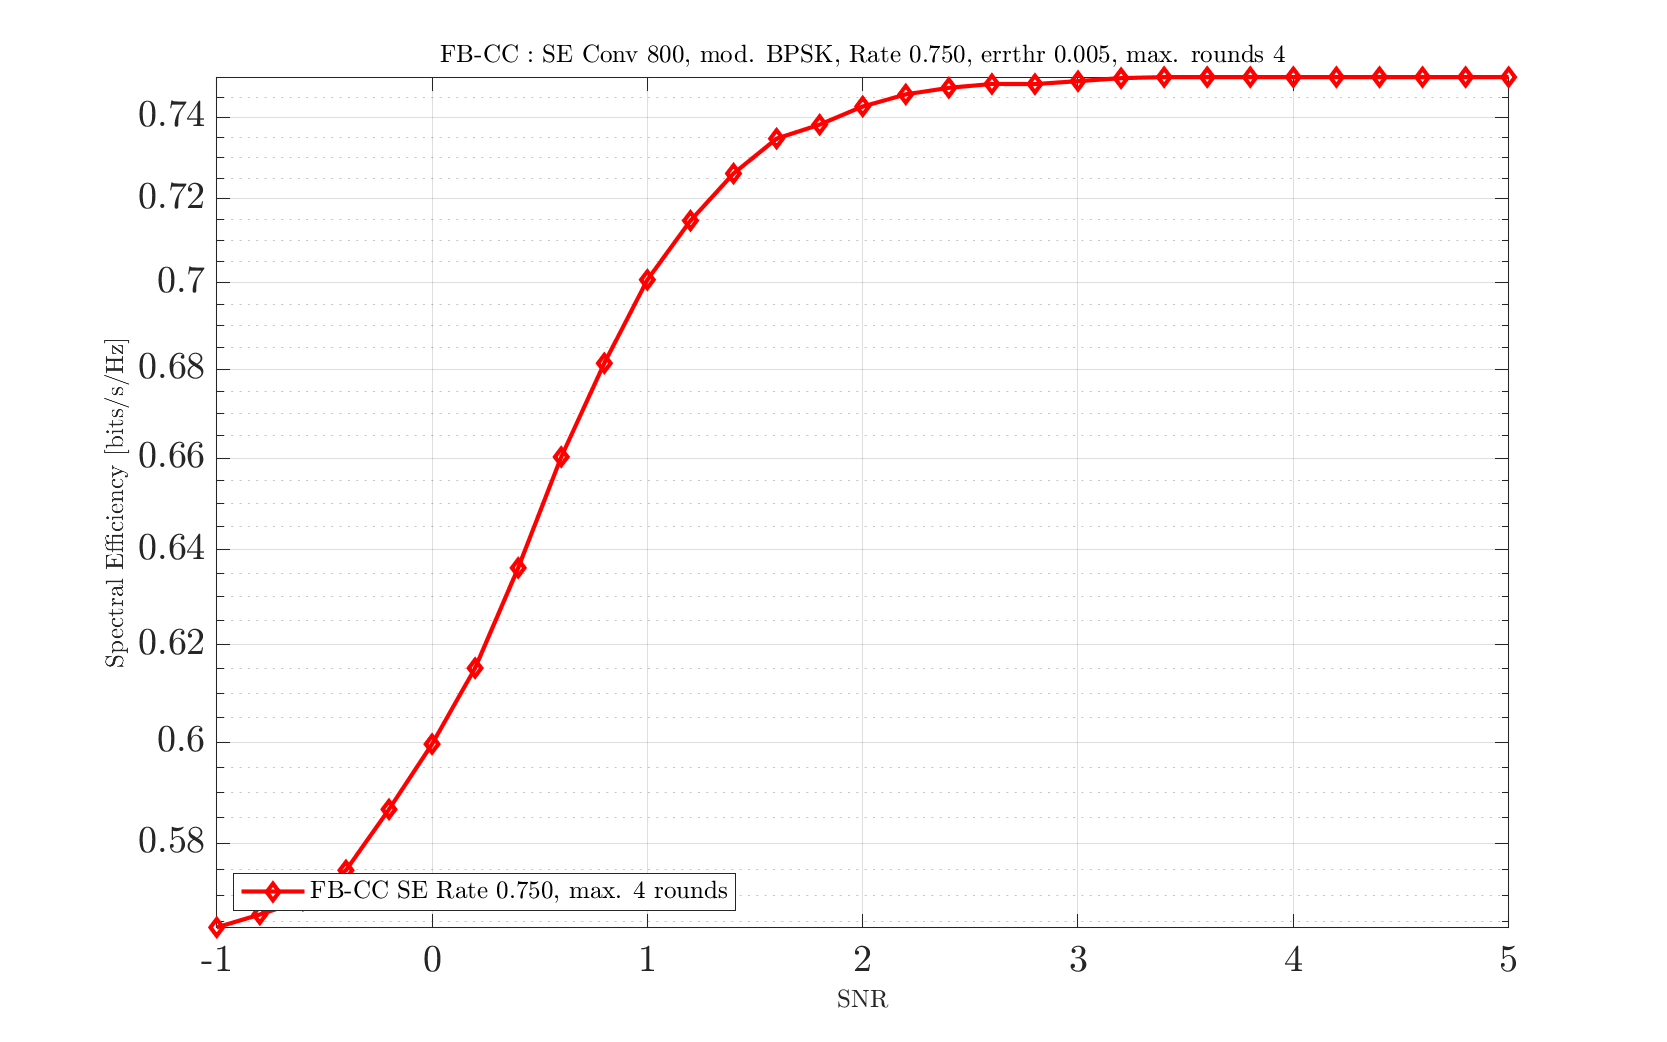 FB-CC : SE Conv 800, mod. BPSK, Rate 0.750, errthr 0.005, max. rounds 4
0.74
0.72
0.7
0.68
0.66
0.64
0.62
0.6
0.58
Spectral Efficiency [bits/s/Hz]
FB-CC SE Rate 0.750, max. 4 rounds
-1 0 1 2 3 4 5
SNR